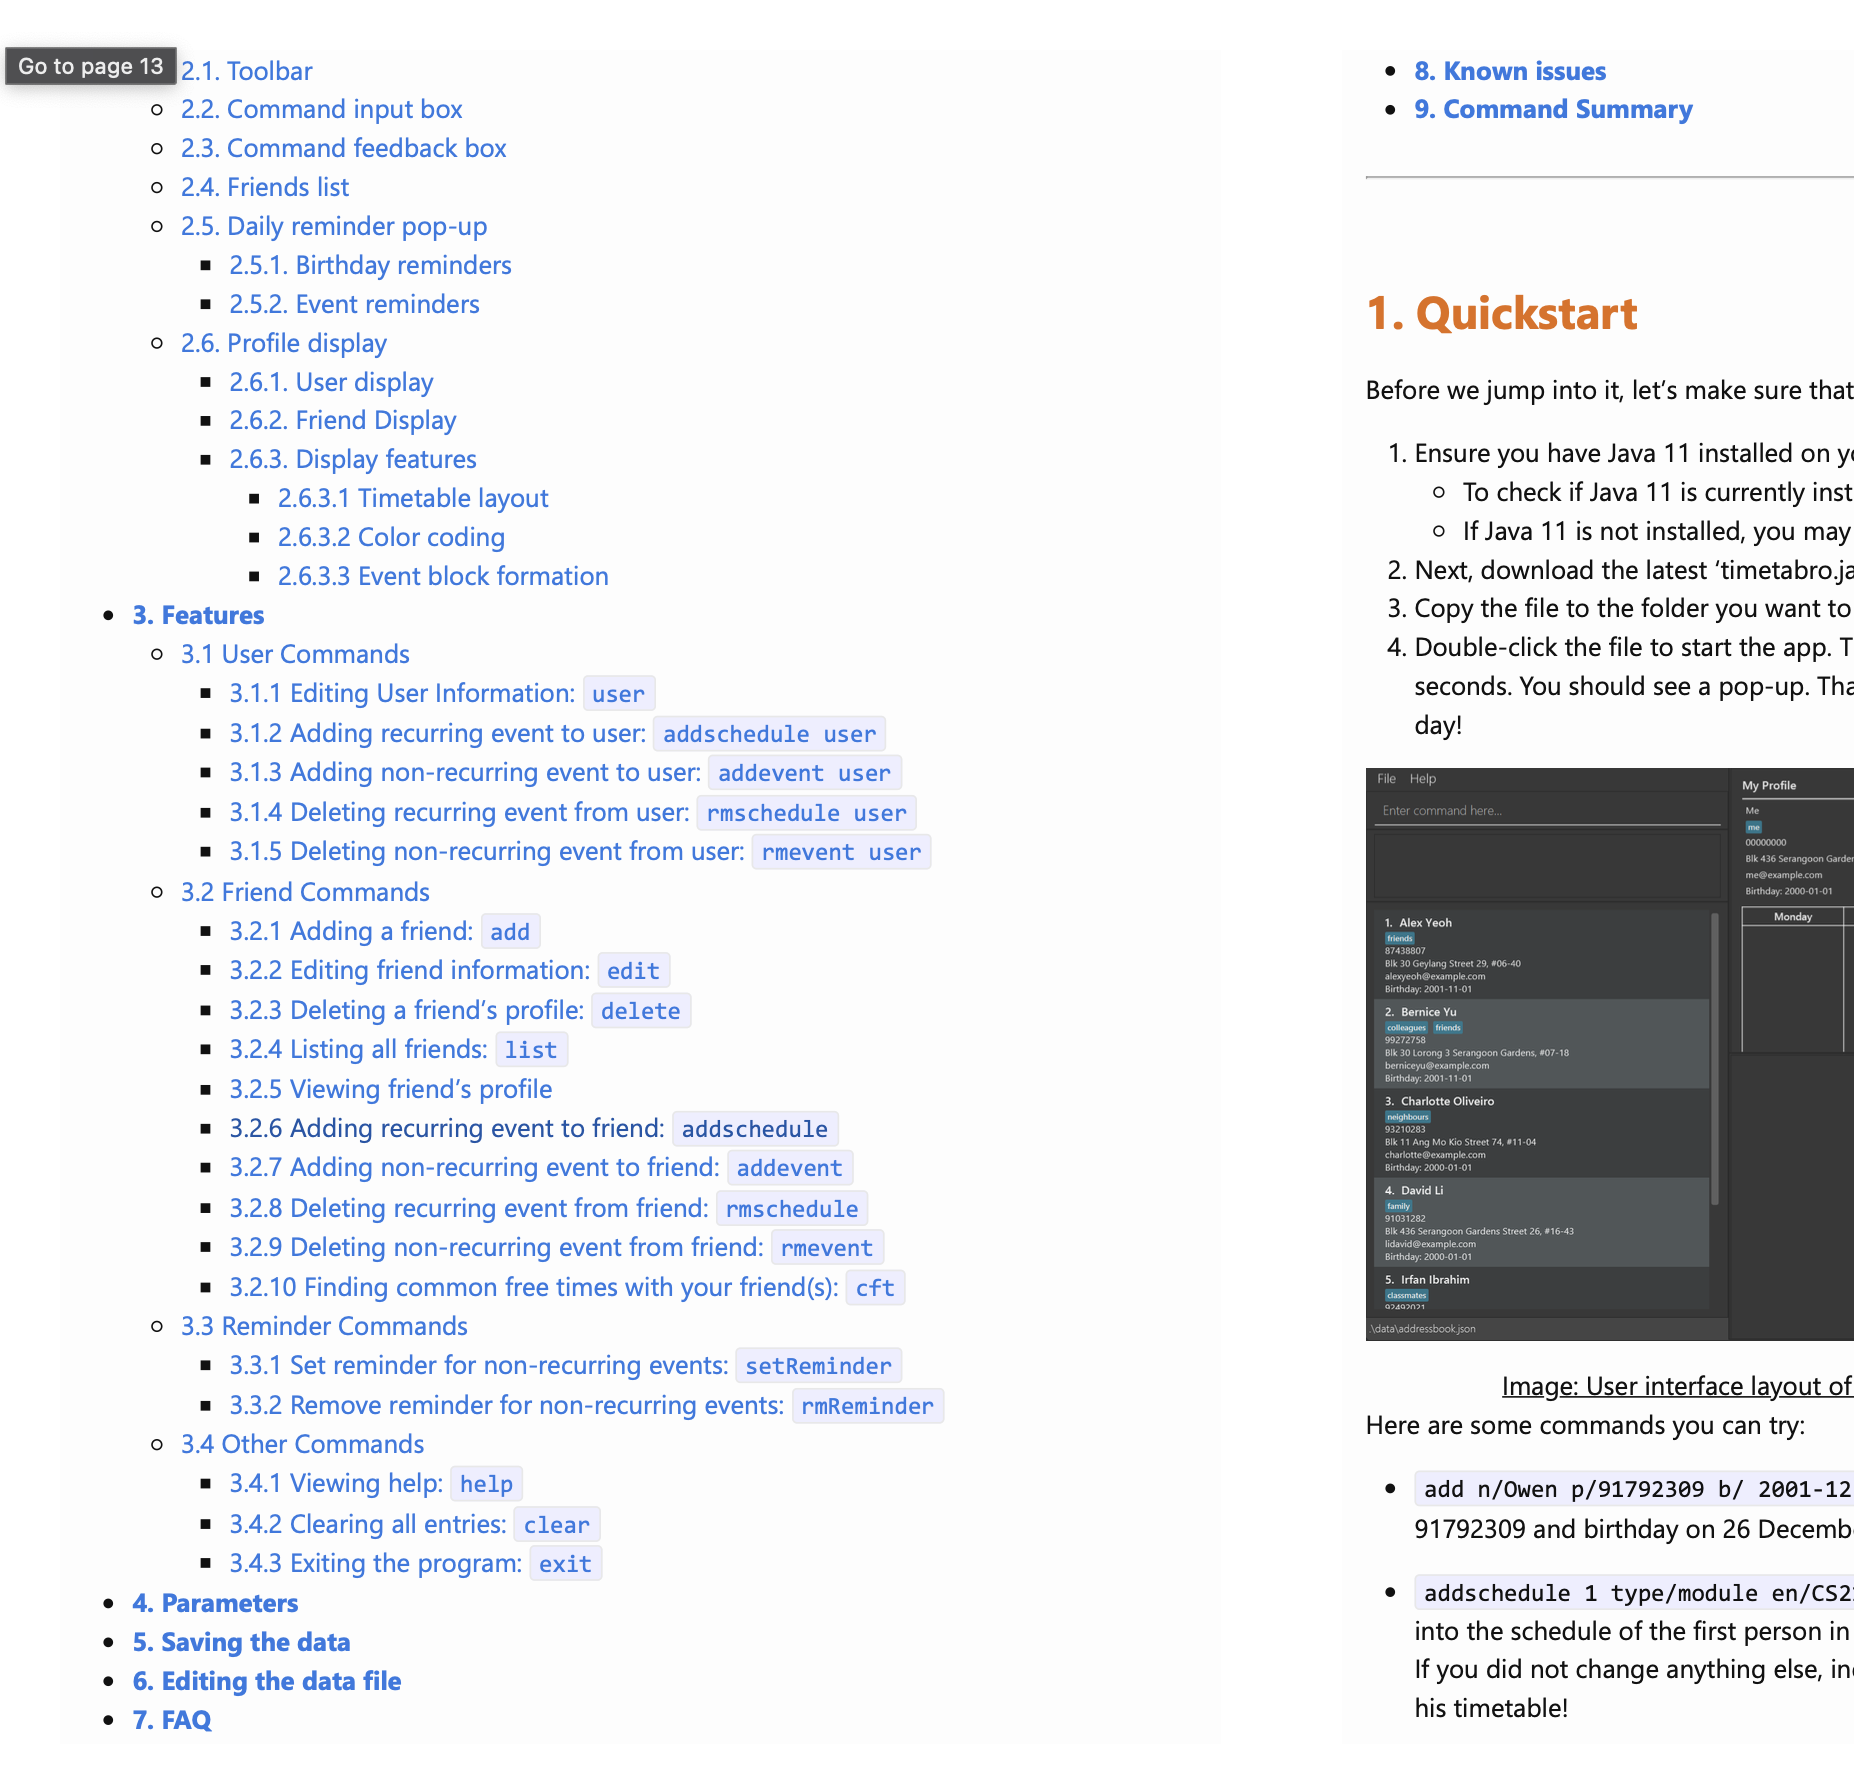 Go to page 13
2.1. Toolbar
2.2. Command input box
2.3. Command feedback box
2.4. Friends list
2.5. Daily reminder pop-up
2.5.1. Birthday reminders
2.5.2. Event reminders
2.6. Profile display
2.6.1. User display
2.6.2. Friend Display
2.6.3. Display features
2.6.3.1 Timetable layout
2.6.3.2 Color coding
2.6.3.3 Event block formation
3. Features
3.1 User Commands
3.1.1 Editing User Information: user
3.1.2 Adding recurring event to user: addschedule user
3.1.3 Adding non-recurring event to user: addevent user
3.1.4 Deleting recurring event from user: rmschedule user
3.1.5 Deleting non-recurring event from user: rmevent user
3.2 Friend Commands
3.2.1 Adding a friend: add
3.2.2 Editing friend information: edit
3.2.3 Deleting a friend's profile: delete
3.2.4 Listing all friends: list
3.2.5 Viewing friend's profile
3.2.6 Adding recurring event to friend: addschedule
3.2.7 Adding non-recurring event to friend: addevent
3.2.8 Deleting recurring event from friend: rmschedule
3.2.9 Deleting non-recurring event from friend: rmevent
3.2.10 Finding common free times with your friend(s): cft
3.3 Reminder Commands
3.3.1 Set reminder for non-recurring events: setReminder
3.3.2 Remove reminder for non-recurring events: rmReminder
3.4 Other Commands
3.4.1 Viewing help: help
3.4.2 Clearing all entries: clear
3.4.3 Exiting the program: exit
4. Parameters
5. Saving the data
6. Editing the data file
7. FAQ
8. Known issues
9. Command Summary
1. Quickstart
Before we jump into it, let's make sure that
1. Ensure you have Java 11 installed on
To check if Java 11 is currently
If Java 11 is not installed, you may
2. Next, download the latest 'timetabro.ja
3. Copy the file to the folder you want to
4. Double-click the file to start the app.
seconds. You should see a pop-up.
day!
File Help
Enter command here...
1. Alex Yeoh
friends
87438807
Blk 30 Geylang Street 29, #06-40
alexyeoh@example.com
Birthday: 2001-11-01
2. Bernice Yu
colleagues friends
99272758
Blk 30 Lorong 3 Serangoon Gardens, #07-18
berniceyu@example.com
Birthday: 2001-11-01
3. Charlotte Oliveiro
neighbours
93210283
Blk 11 Ang Mo Kio Street 74, #11-04
charlotte@example.com
Birthday: 2000-01-01
4. David Li
family
91031282
Blk 436 Serangoon Gardens Street 26, #16-43
lidavid@example.com
Birthday: 2000-01-01
5. Irfan Ibrahim
classmates
92492021
.\data\addressbook.json
My Profile
Me
me
00000000
Blk 436 Serangoon Garden
me@example.com
Birthday: 2000-01-01
Monday
Image: User interface layout of
Here are some commands you can try:
add n/Owen p/91792309 b/ 2001-12
91792309 and birthday on 26 Decemb
addschedule 1 type/module en/CS2
into the schedule of the first person in
If you did not change anything else,
his timetable!